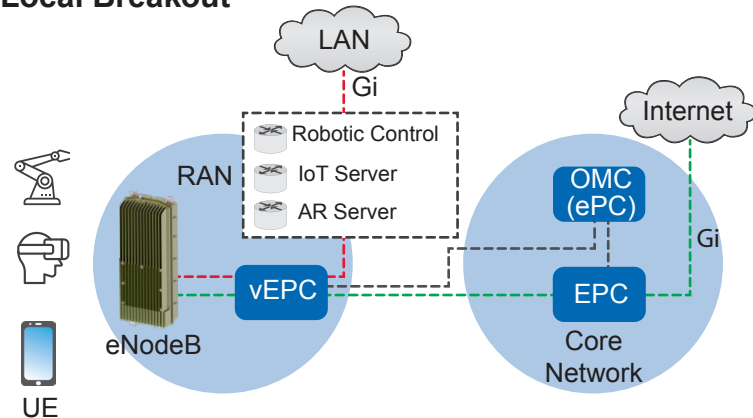 Local Breakout
LAN
Gi
Internet
Robotic Control
RAN
IoT Server
AR Server
OMC
(ePC)
Gi
vEPC
EPC
eNodeB
Core
Network
UE